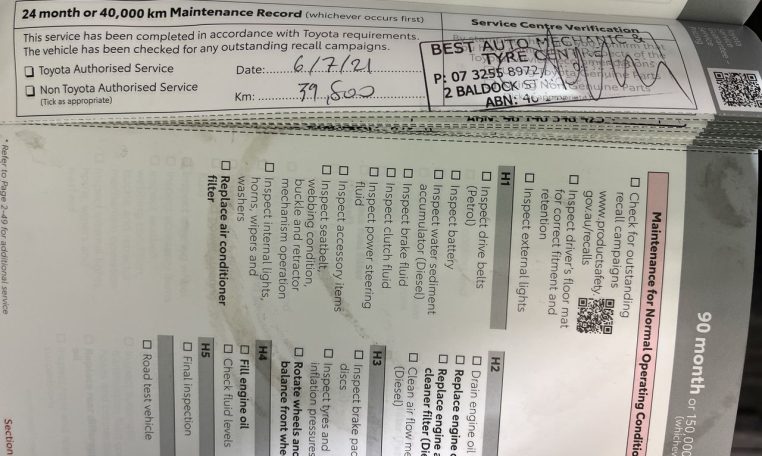 24 month or 40,000 km Maintenance Record (whichever occurs first)
This service has been completed in accordance with Toyota requirements.
The vehicle has been checked for any outstanding recall campaigns.
Toyota Authorised Service
Non Toyota Authorised Service
(Tick as appropriate)
Date: 6/7/21
Km: 39,500
Service Centre Verification
BEST AUTO MECHANIC &
TYRE CENTRE
P: 07 3255 8972
2 BALDOCK ST
ABN: 40
90 month or 150,000
(whichev
Maintenance for Normal Operating Conditio
Check for outstanding
recall campaigns
www.productsafety.
gov.au/recalls
Inspect driver's floor mat
for correct fitment and
retention
Inspect external lights
H1
Inspect drive belts
(Petrol)
Inspect battery
Inspect water sediment
accumulator (Diesel)
Inspect brake fluid
Inspect clutch fluid
Inspect power steering
fluid
Inspect accessory items
Inspect seatbelt,
webbing condition,
buckle and retractor
mechanism operation
Inspect internal lights,
horns, wipers and
washers
Replace air conditioner
filter
H2
Drain engine oil
Replace engine
Replace engine
cleaner filter (Die
Clean air flow me
(Diesel)
H3
Inspect brake pad
discs
Inspect tyres and
inflation pressures
Rotate wheels and
balance front whe
H4
Fill engine oil
Check fluid levels
H5
Final inspection
Road test vehicle
* Refer to Page 2-49 for additional service
Section